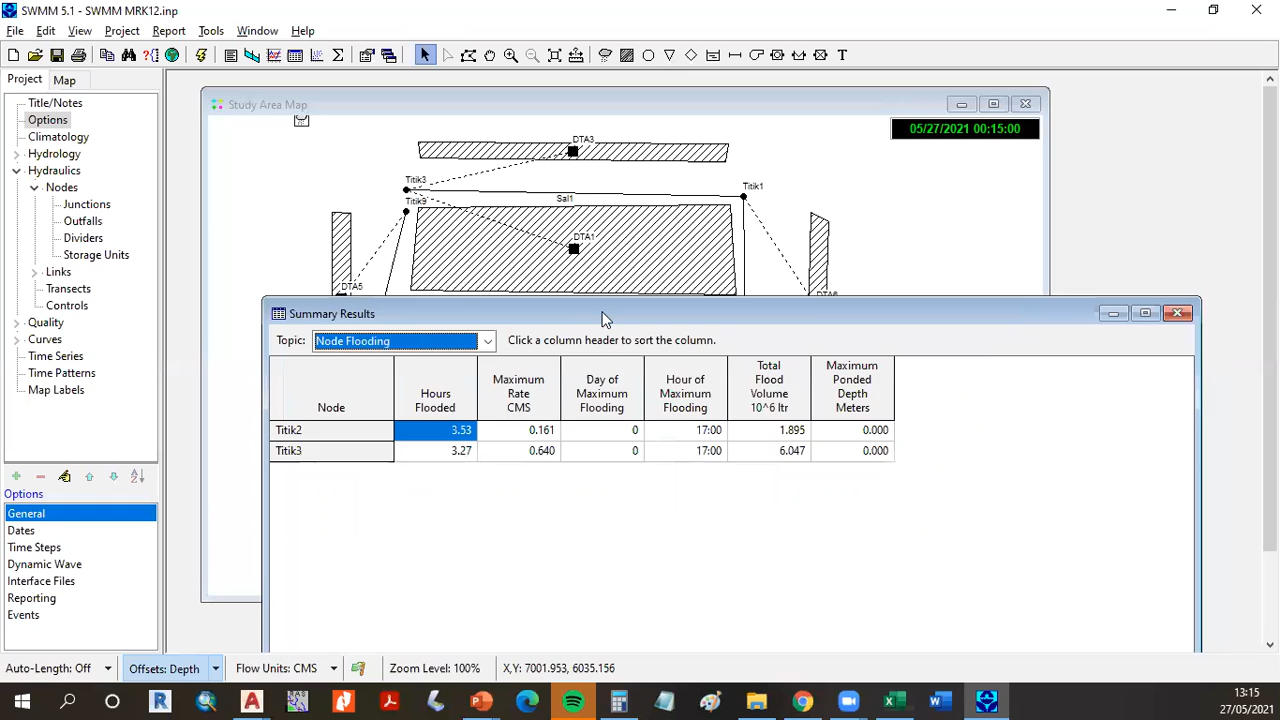 SWMM 5.1 - SWMM MRK12.inp
File Edit View Project Report Tools Window Help
Project Map
Title/Notes
Options
Climatology
Hydrology
Hydraulics
Nodes
Junctions
Outfalls
Dividers
Storage Units
Links
Transects
Controls
Quality
Curves
Time Series
Time Patterns
Map Labels
Options
General
Dates
Time Steps
Dynamic Wave
Interface Files
Reporting
Events
Study Area Map
05/27/2021 00:15:00
DTA3
Titik3
Titik1
Sal1
Titik9
DTA1
DTA5
DTA6
Summary Results
Topic: Node Flooding Click a column header to sort the column.
Node
Hours
Flooded
Maximum
Rate
CMS
Day of
Maximum
Flooding
Hour of
Maximum
Flooding
Total
Flood
Volume
10^6 ltr
Maximum
Ponded
Depth
Meters
Titik2 3.53 0.161 0 17:00 1.895 0.000
Titik3 3.27 0.640 0 17:00 6.047 0.000
Auto-Length: Off Offsets: Depth Flow Units: CMS Zoom Level: 100% X,Y: 7001.953, 6035.156
13:15
27/05/2021